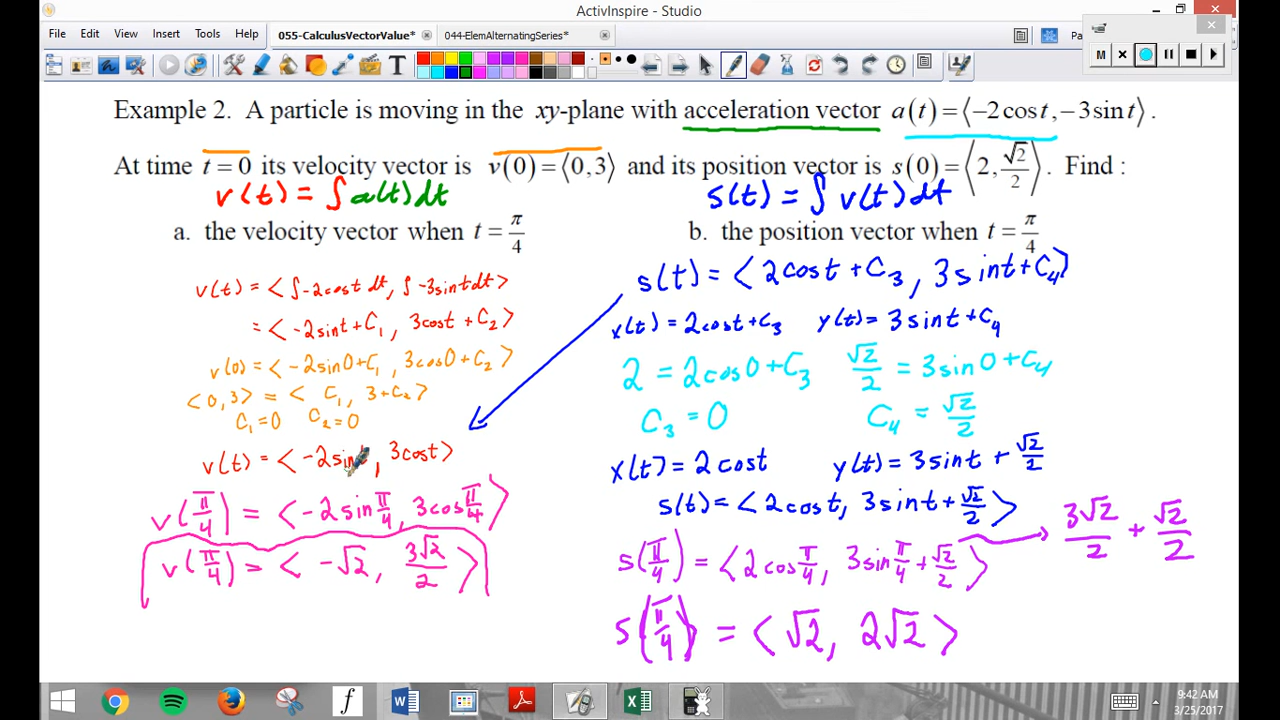 ActivInspire - Studio
File Edit View Insert Tools Help
055-CalculusVectorValue*
044-ElemAlternatingSeries*
Pa
M
Example 2. A particle is moving in the xy-plane with acceleration vector a(t) = ⟨−2cos t, −3sin t⟩.
At time t = 0 its velocity vector is v(0) = ⟨0,3⟩ and its position vector is s(0) = ⟨2, √2/2⟩. Find :
v(t) = ∫ a(t)dt
s(t) = ∫ v(t)dt
a. the velocity vector when t = π/4
b. the position vector when t = π/4
v(t) = <∫-2cost dt, ∫-3sintdt>
= <-2sint+C₁, 3cost+C₂>
v(0) = <-2sin0+C₁, 3cos0+C₂>
<0,3> = < C₁, 3+C₂>
C₁=0 C₂=0
v(t) = <-2sint, 3cost>
v(π/4) = <-2sin π/4, 3cos π/4>
v(π/4) = < -√2, 3√2/2 >
s(t) = <2cost+C₃, 3sint+C₄>
x(t) = 2cost+C₃ y(t) = 3sint+C₄
2 = 2cos0+C₃ √2/2 = 3sin0+C₄
C₃ = 0 C₄ = √2/2
x(t) = 2cost y(t) = 3sint + √2/2
s(t) = <2cost, 3sint+√2/2>
s(π/4) = <2cos π/4, 3sin π/4 + √2/2> 3√2/2 + √2/2
s(π/4) = <√2, 2√2>
9:42 AM
3/25/2017